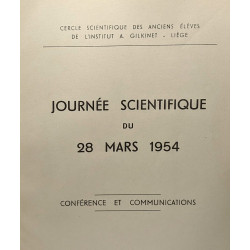 CERCLE SCIENTIFIQUE DES ANCIENS ÉLÈVES
DE L'INSTITUT A. GILKINET - LIÈGE
JOURNÉE SCIENTIFIQUE
DU
28 MARS 1954
CONFÉRENCE ET COMMUNICATIONS